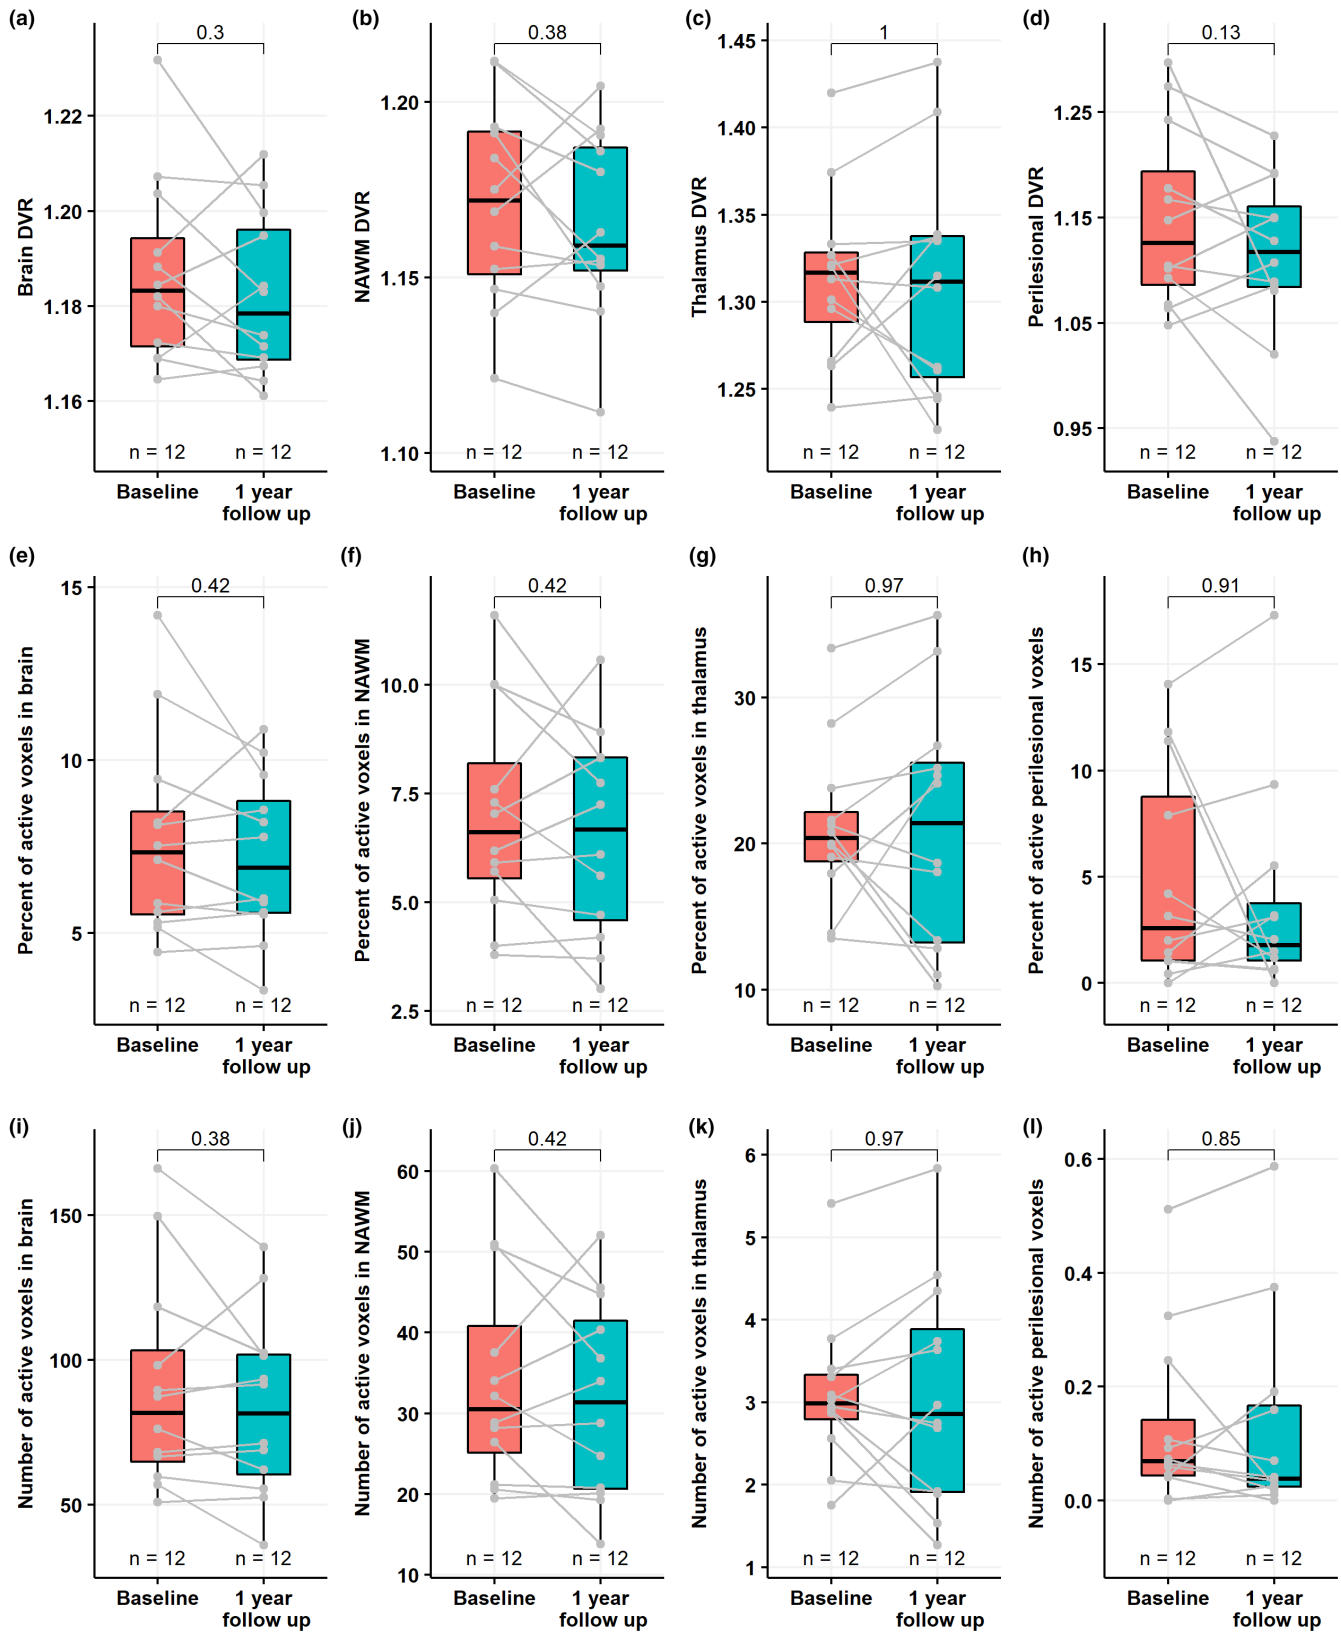 (a)
0.3
Brain DVR
1.22
1.20
1.18
1.16
n = 12
n = 12
Baseline
1 year
follow up
(b)
0.38
NAWM DVR
1.20
1.15
1.10
n = 12
n = 12
Baseline
1 year
follow up
(c)
1
Thalamus DVR
1.45
1.40
1.35
1.30
1.25
n = 12
n = 12
Baseline
1 year
follow up
(d)
0.13
Perilesional DVR
1.25
1.15
1.05
0.95
n = 12
n = 12
Baseline
1 year
follow up
(e)
0.42
Percent of active voxels in brain
15
10
5
n = 12
n = 12
Baseline
1 year
follow up
(f)
0.42
Percent of active voxels in NAWM
10.0
7.5
5.0
2.5
n = 12
n = 12
Baseline
1 year
follow up
(g)
0.97
Percent of active voxels in thalamus
30
20
10
n = 12
n = 12
Baseline
1 year
follow up
(h)
0.91
Percent of active perilesional voxels
15
10
5
0
n = 12
n = 12
Baseline
1 year
follow up
(i)
0.38
Number of active voxels in brain
150
100
50
n = 12
n = 12
Baseline
1 year
follow up
(j)
0.42
Number of active voxels in NAWM
60
50
40
30
20
10
n = 12
n = 12
Baseline
1 year
follow up
(k)
0.97
Number of active voxels in thalamus
6
5
4
3
2
1
n = 12
n = 12
Baseline
1 year
follow up
(l)
0.85
Number of active perilesional voxels
0.6
0.4
0.2
0.0
n = 12
n = 12
Baseline
1 year
follow up